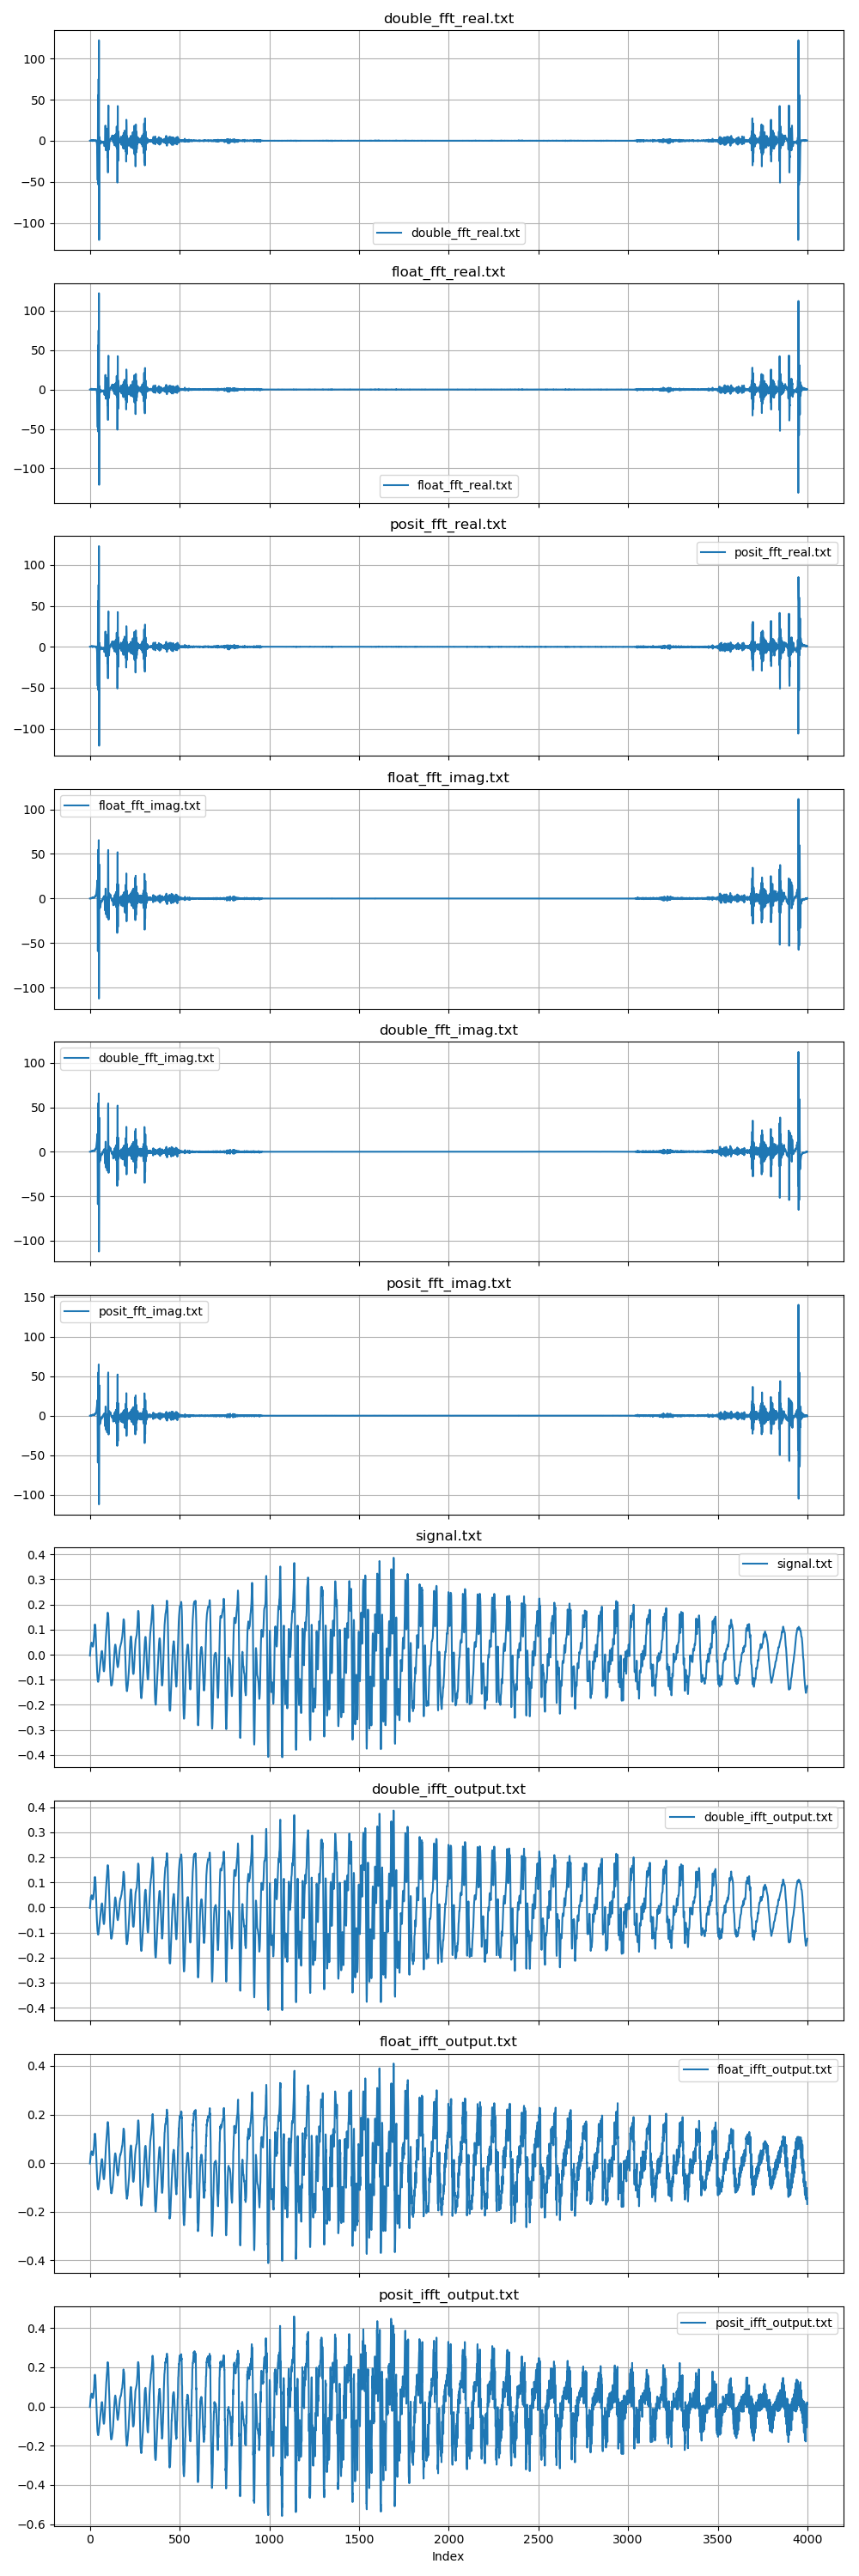 double_fft_real.txt
100
50
0
−50
−100
double_fft_real.txt
float_fft_real.txt
100
50
0
−50
−100
float_fft_real.txt
posit_fft_real.txt
posit_fft_real.txt
100
50
0
−50
−100
float_fft_imag.txt
float_fft_imag.txt
100
50
0
−50
−100
double_fft_imag.txt
double_fft_imag.txt
100
50
0
−50
−100
posit_fft_imag.txt
150
posit_fft_imag.txt
100
50
0
−50
−100
signal.txt
signal.txt
0.4
0.3
0.2
0.1
0.0
−0.1
−0.2
−0.3
−0.4
double_ifft_output.txt
double_ifft_output.txt
0.4
0.3
0.2
0.1
0.0
−0.1
−0.2
−0.3
−0.4
float_ifft_output.txt
float_ifft_output.txt
0.4
0.2
0.0
−0.2
−0.4
posit_ifft_output.txt
posit_ifft_output.txt
0.4
0.2
0.0
−0.2
−0.4
−0.6
0 500 1000 1500 2000 2500 3000 3500 4000
Index